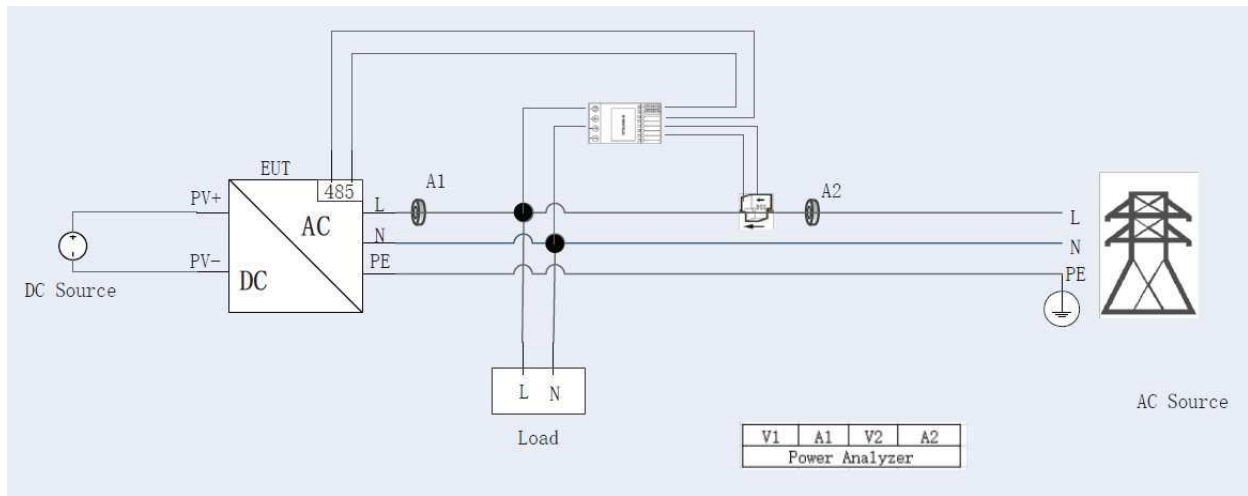 EUT
485
A1
A2
PV+
L
AC
N
L
N
PV-
PE
DC
PE
DC Source
L N
AC Source
Load
V1 A1 V2 A2
Power Analyzer